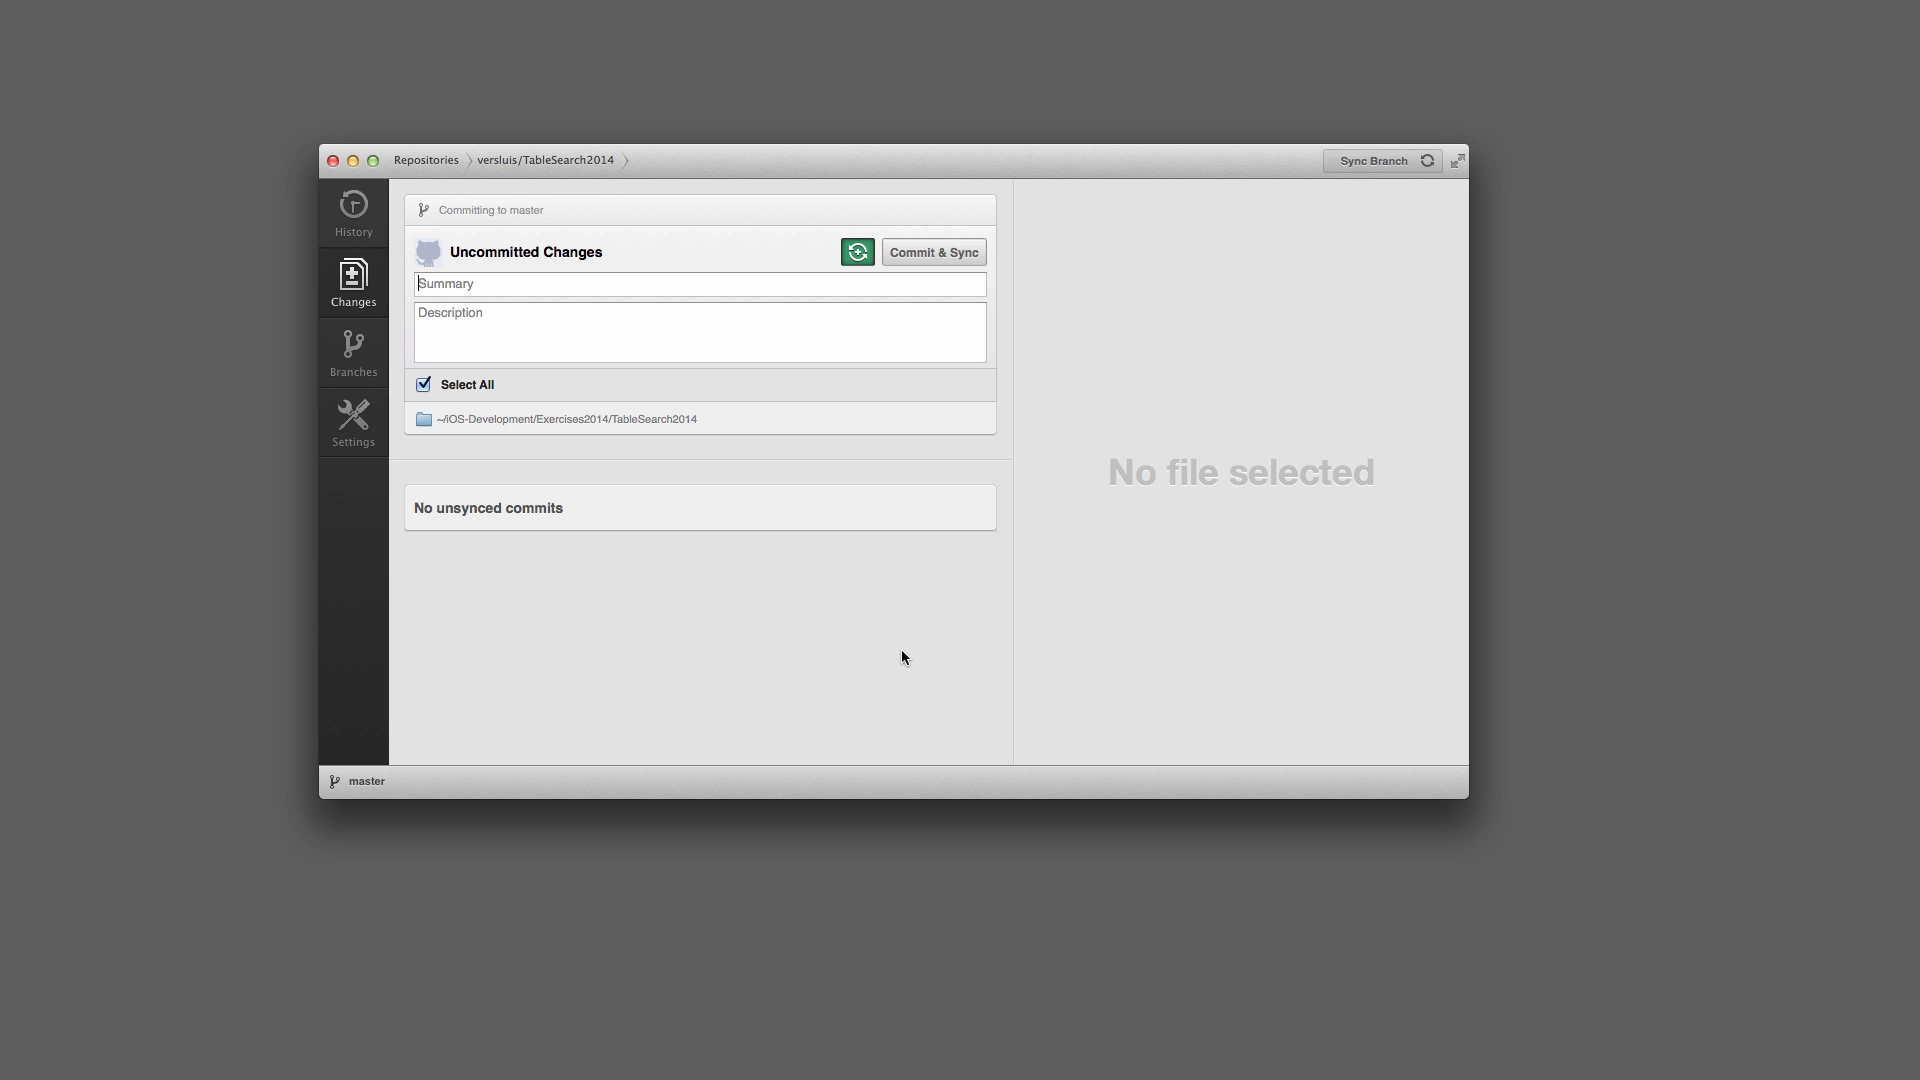 Repositories versluis/TableSearch2014 Sync Branch
History
Changes
Branches
Settings
Committing to master
Uncommitted Changes Commit & Sync
Summary
Description
Select All
~/iOS-Development/Exercises2014/TableSearch2014
No unsynced commits
No file selected
master